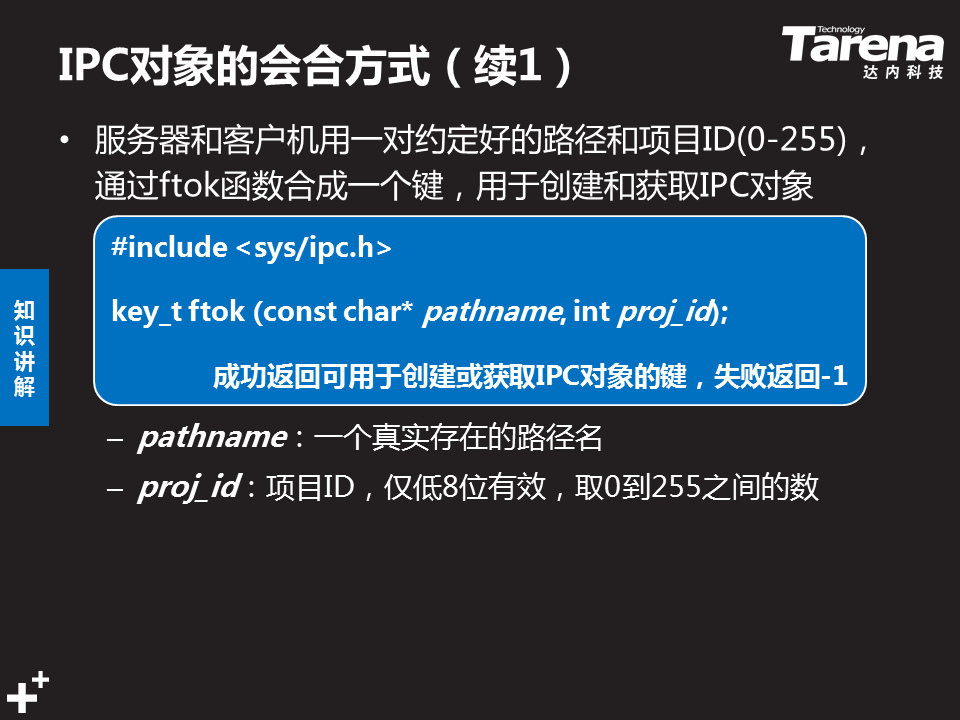 IPC对象的会合方式（续1）
Technology
Tarena
达内科技
• 服务器和客户机用一对约定好的路径和项目ID(0-255)，
通过ftok函数合成一个键，用于创建和获取IPC对象
#include <sys/ipc.h>
key_t ftok (const char* pathname, int proj_id);
成功返回可用于创建或获取IPC对象的键，失败返回-1
知识讲解
– pathname：一个真实存在的路径名
– proj_id：项目ID，仅低8位有效，取0到255之间的数